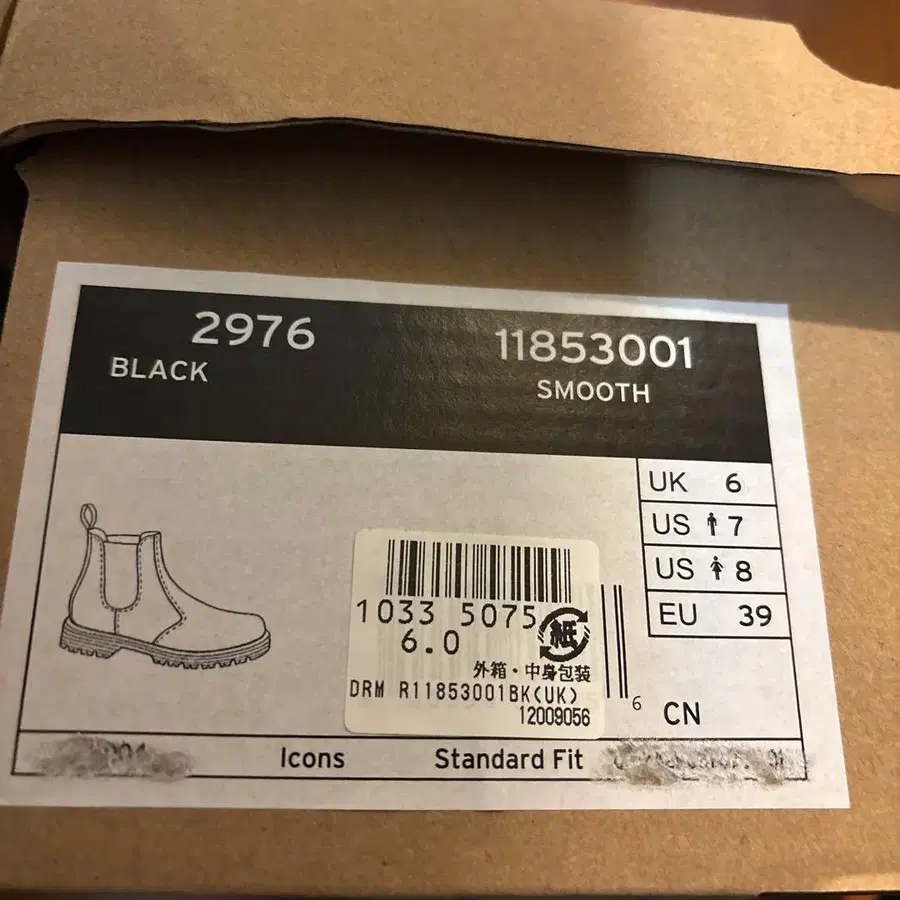 2976
11853001
BLACK
SMOOTH
UK 6
US 7
US 8
EU 39
1033 5075
6.0
紙
外箱・中身包装
DRM R11853001BK(UK)
12009056
6
CN
Icons
Standard Fit